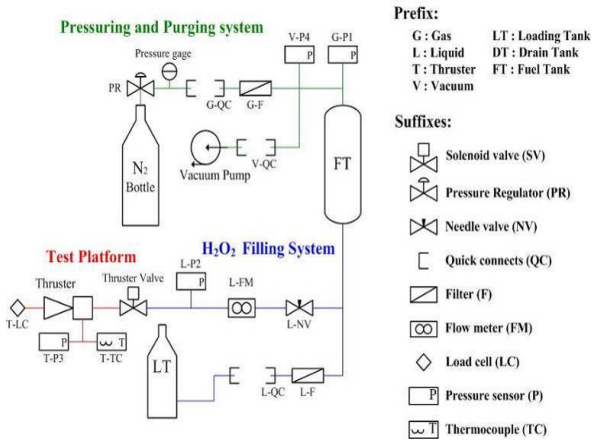 Pressuring and Purging system
V-P4
G-P1
P
P
Pressure gage
PR
G-QC
G-F
N2
Bottle
Vacuum Pump
V-QC
FT
H2O2 Filling System
Test Platform
L-P2
P
L-FM
L-NV
Thruster
Thruster Valve
T-LC
P
T-P3
T
T-TC
LT
L-QC
L-F
Prefix:
G : Gas LT : Loading Tank
L : Liquid DT : Drain Tank
T : Thruster FT : Fuel Tank
V : Vacuum
Suffixes:
Solenoid valve (SV)
Pressure Regulator (PR)
Needle valve (NV)
Quick connects (QC)
Filter (F)
Flow meter (FM)
Load cell (LC)
P Pressure sensor (P)
T Thermocouple (TC)